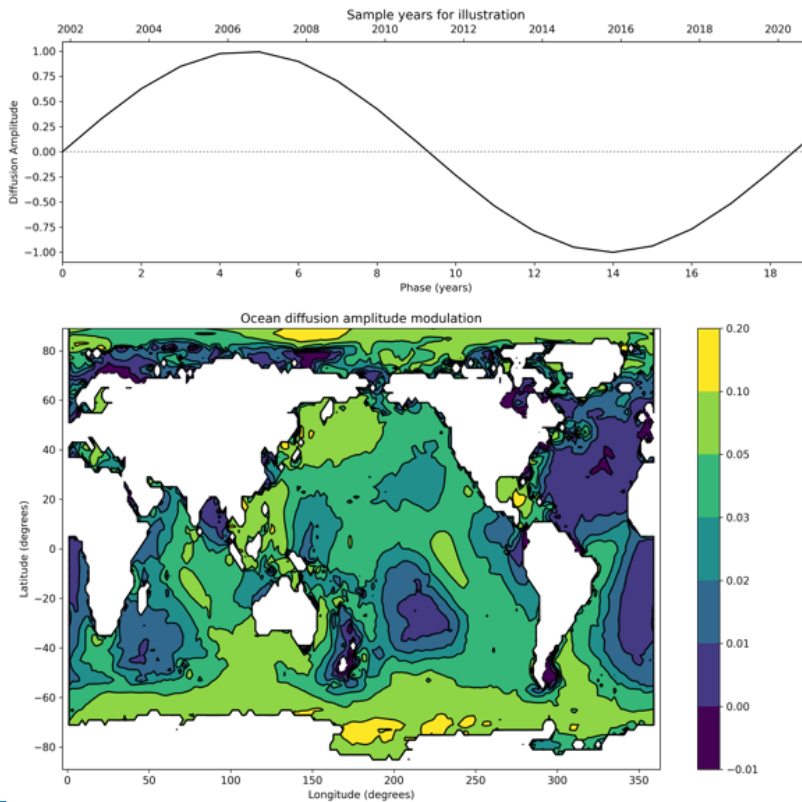 Sample years for illustration
2002 2004 2006 2008 2010 2012 2014 2016 2018 2020
1.00
0.75
0.50
0.25
0.00
−0.25
−0.50
−0.75
−1.00
Diffusion Amplitude
0 2 4 6 8 10 12 14 16 18
Phase (years)
Ocean diffusion amplitude modulation
80
60
40
20
0
−20
−40
−60
−80
Latitude (degrees)
0 50 100 150 200 250 300 350
Longitude (degrees)
0.20
0.10
0.05
0.03
0.02
0.01
0.00
−0.01